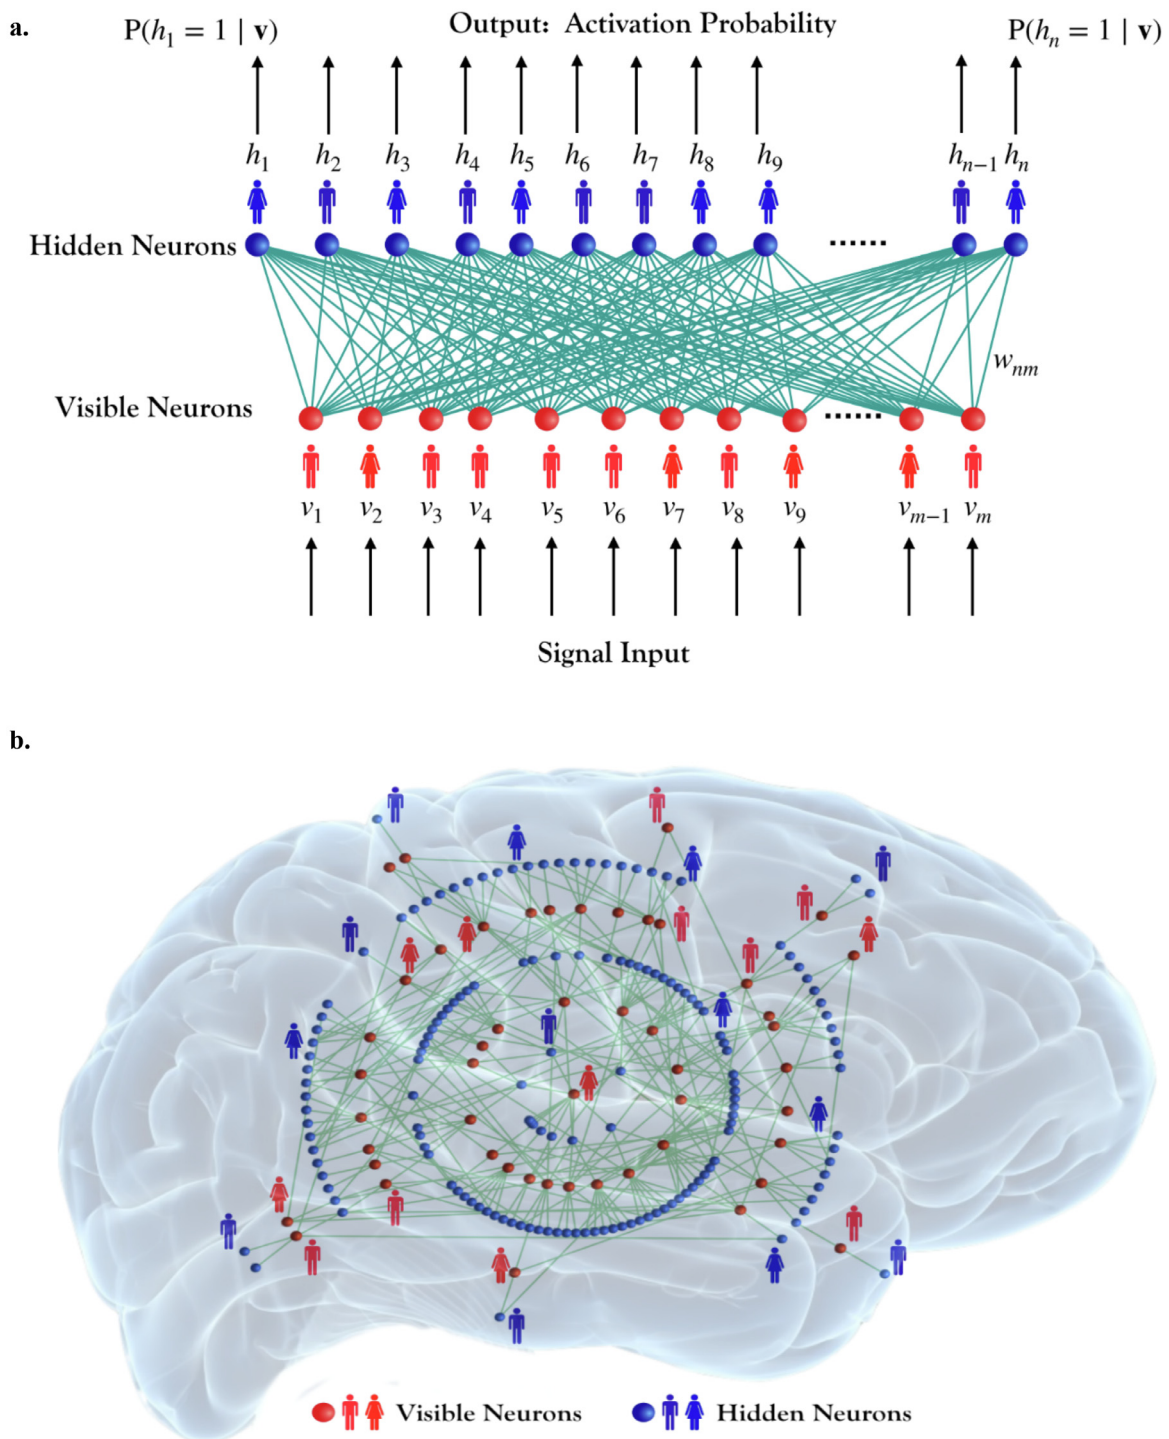 a.
P(h₁ = 1 | v)
Output: Activation Probability
P(hₙ = 1 | v)
h₁ h₂ h₃ h₄ h₅ h₆ h₇ h₈ h₉ hₙ₋₁ hₙ
Hidden Neurons
......
wₙₘ
Visible Neurons
......
v₁ v₂ v₃ v₄ v₅ v₆ v₇ v₈ v₉ vₘ₋₁ vₘ
Signal Input
b.
Visible Neurons
Hidden Neurons